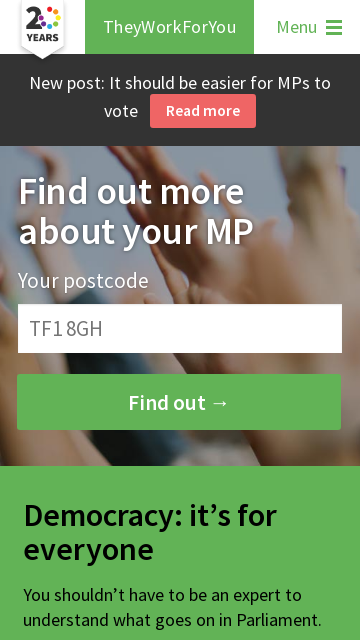 20 YEARS
TheyWorkForYou
Menu
New post: It should be easier for MPs to
vote Read more
Find out more
about your MP
Your postcode
TF1 8GH
Find out →
Democracy: it’s for
everyone
You shouldn’t have to be an expert to
understand what goes on in Parliament.